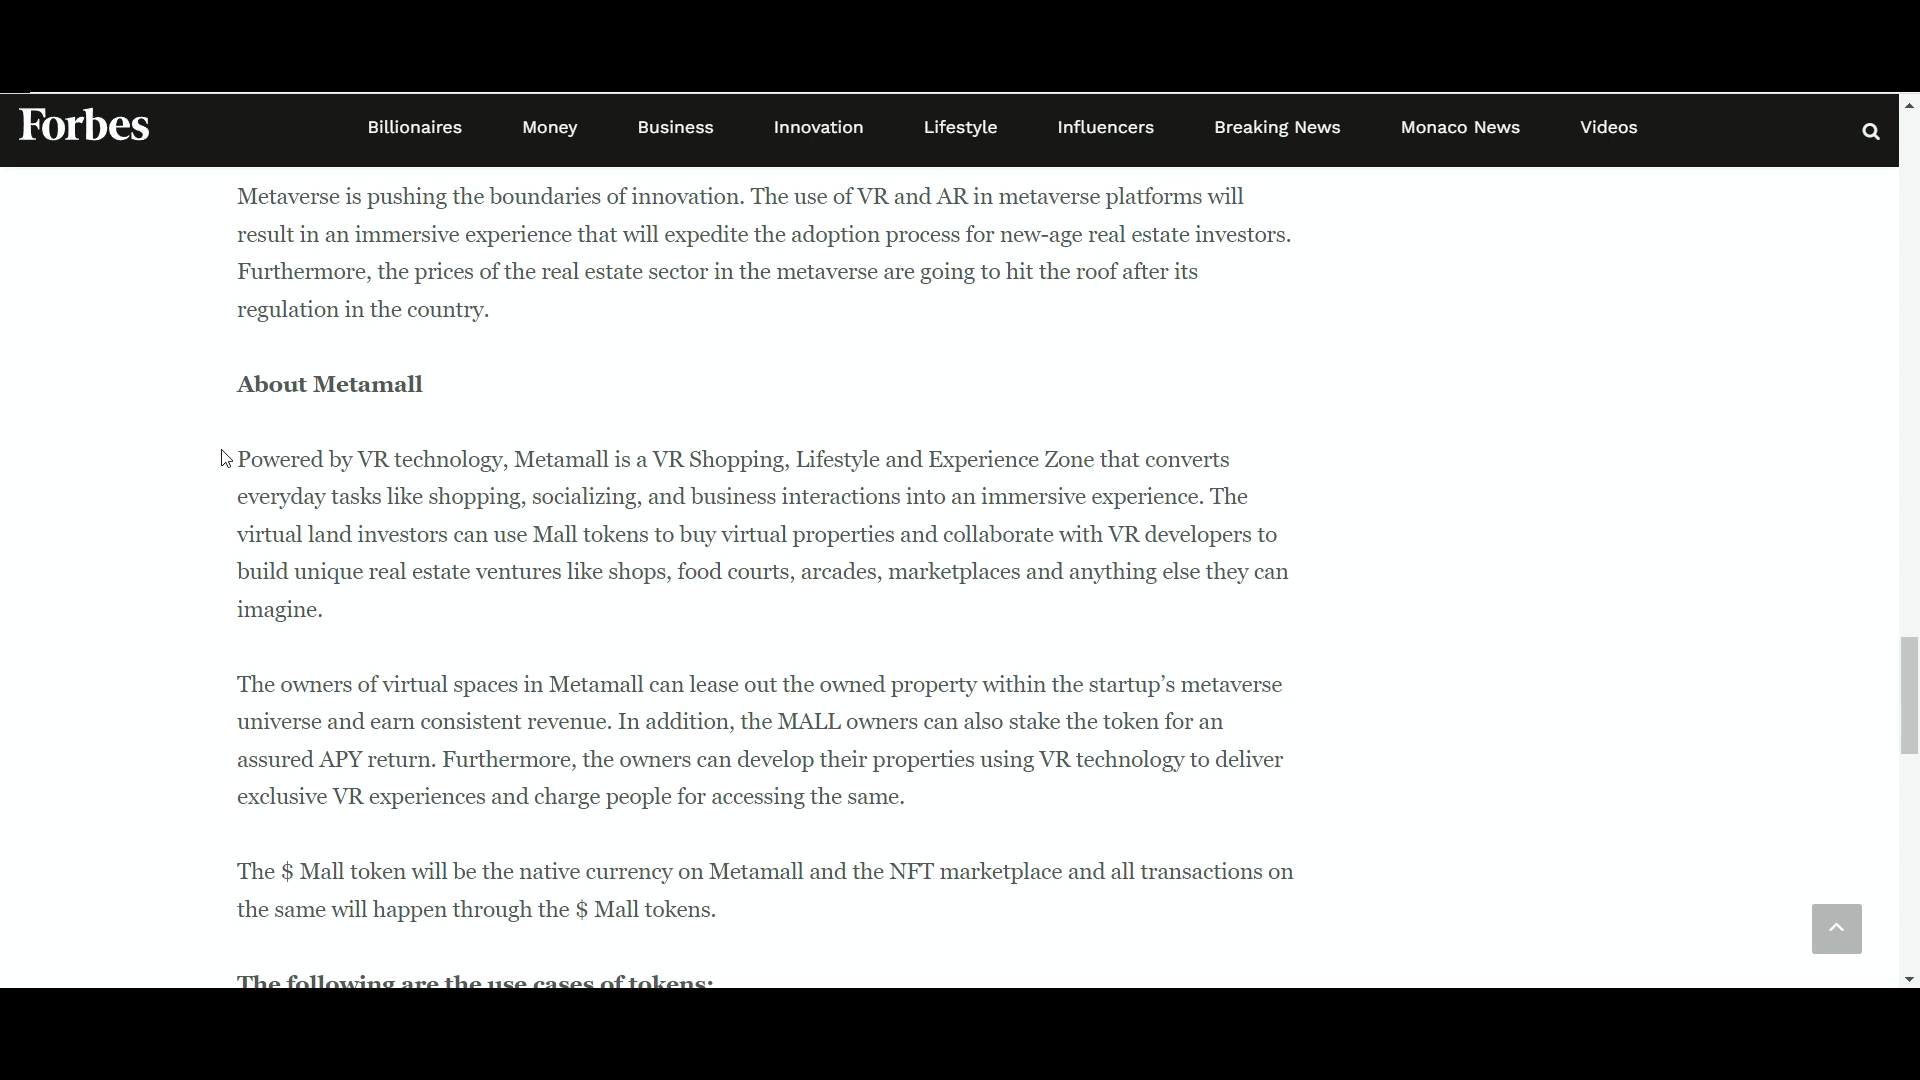 Forbes
Billionaires Money Business Innovation Lifestyle Influencers Breaking News Monaco News Videos
Metaverse is pushing the boundaries of innovation. The use of VR and AR in metaverse platforms will
result in an immersive experience that will expedite the adoption process for new-age real estate investors.
Furthermore, the prices of the real estate sector in the metaverse are going to hit the roof after its
regulation in the country.
About Metamall
Powered by VR technology, Metamall is a VR Shopping, Lifestyle and Experience Zone that converts
everyday tasks like shopping, socializing, and business interactions into an immersive experience. The
virtual land investors can use Mall tokens to buy virtual properties and collaborate with VR developers to
build unique real estate ventures like shops, food courts, arcades, marketplaces and anything else they can
imagine.
The owners of virtual spaces in Metamall can lease out the owned property within the startup’s metaverse
universe and earn consistent revenue. In addition, the MALL owners can also stake the token for an
assured APY return. Furthermore, the owners can develop their properties using VR technology to deliver
exclusive VR experiences and charge people for accessing the same.
The $ Mall token will be the native currency on Metamall and the NFT marketplace and all transactions on
the same will happen through the $ Mall tokens.
The following are the use cases of tokens: